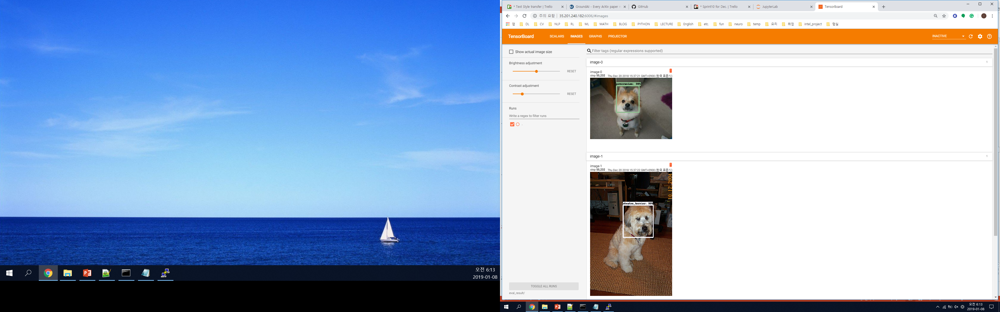 오전 6:13
2019-01-08
* Text Style transfer | Trello
GroundAI - Every ArXiv paper n
GitHub
* Sprint10 for Dec. | Trello
JupyterLab
TensorBoard
주의 요함 | 35.201.240.182:6006/#images
앱 DL CV NLP RL ML MATH BLOG PYTHON LECTURE English etc. fun neuro temp 요리 취업 intel_project 랩실
TensorBoard SCALARS IMAGES GRAPHS PROJECTOR INACTIVE
Show actual image size
Brightness adjustment
RESET
Contrast adjustment
RESET
Runs
Write a regex to filter runs
.
TOGGLE ALL RUNS
eval_result/
Filter tags (regular expressions supported)
image-0 1
image-0
step 55,232 Thu Dec 20 2018 15:37:21 GMT+0900 (한국 표준시)
pomeranian: 99%
image-1 1
image-1
step 55,232 Thu Dec 20 2018 15:37:22 GMT+0900 (한국 표준시)
10.12.2004
wheaten_terrier: 99%
오전 6:13
2019-01-08